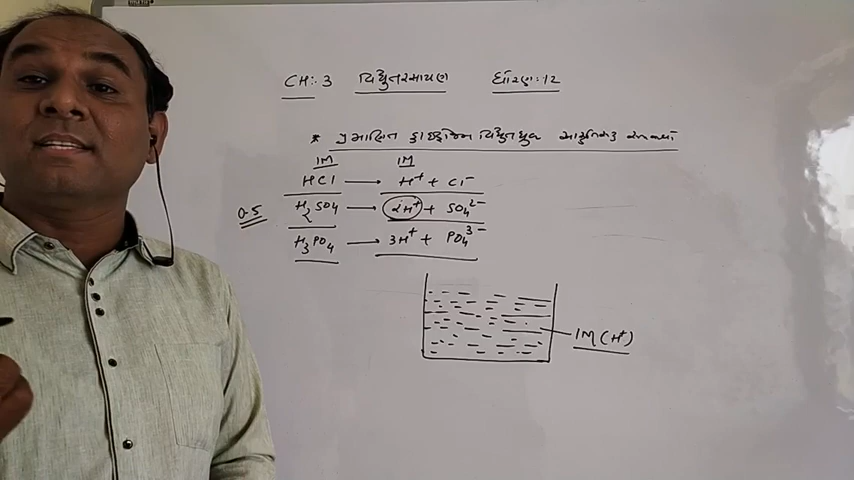 CH:- 3 વિદ્યુતરસાયણ ધોરણ:-12
* પ્રમાણિત હાઇડ્રોજન વિદ્યુતધ્રુવ
1M 1M
HCl → H⁺ + Cl⁻
0.5 H₂SO₄ → 2H⁺ + SO₄²⁻
H₃PO₄ → 3H⁺ + PO₄³⁻
1M (H⁺)